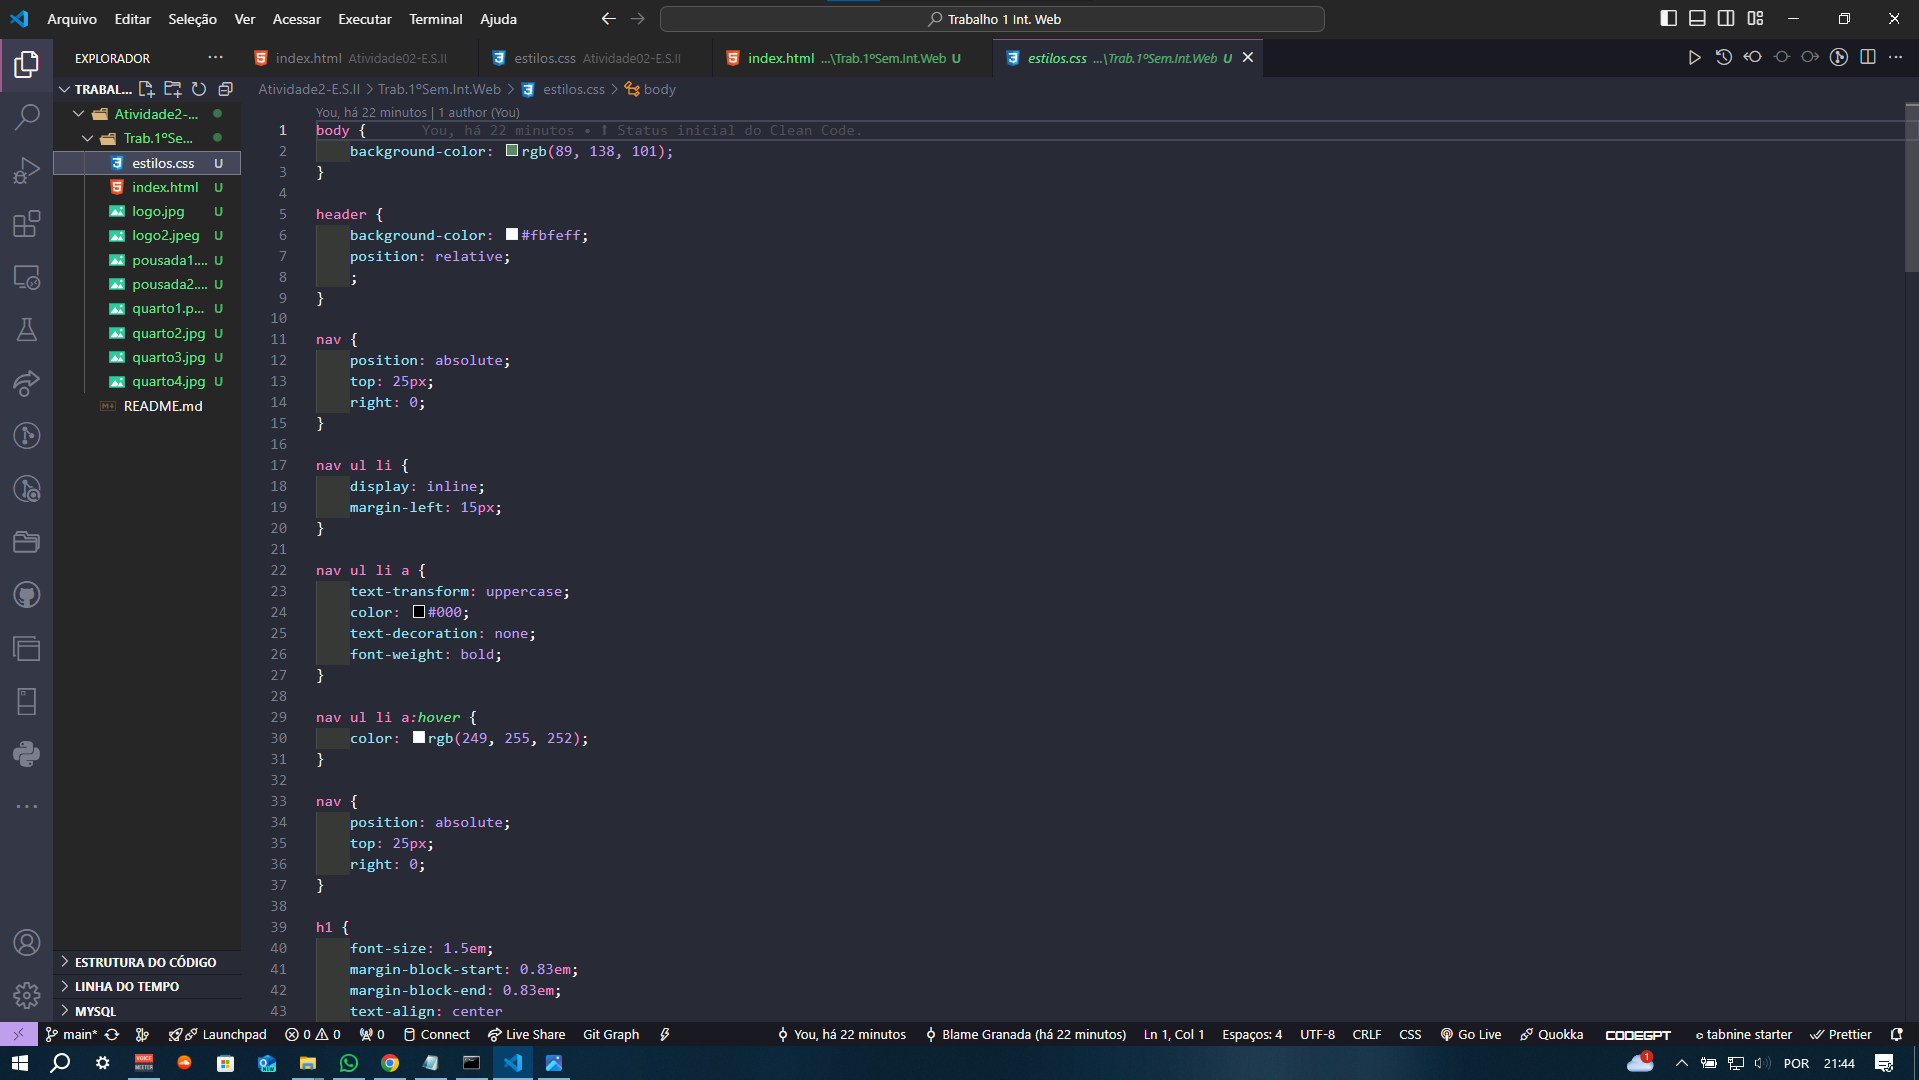 Arquivo Editar Seleção Ver Acessar Executar Terminal Ajuda
Trabalho 1 Int. Web
EXPLORADOR
index.html Atividade02-E.S.II
estilos.css Atividade02-E.S.II
index.html ...\Trab.1ºSem.Int.Web U
estilos.css ...\Trab.1ºSem.Int.Web U
TRABAL...
Atividade2-E.S.II > Trab.1ºSem.Int.Web > estilos.css > body
Atividade2-...
Trab.1ºSe...
estilos.css U
index.html U
logo.jpg U
logo2.jpeg U
pousada1.... U
pousada2.... U
quarto1.p... U
quarto2.jpg U
quarto3.jpg U
quarto4.jpg U
README.md
ESTRUTURA DO CÓDIGO
LINHA DO TEMPO
MYSQL
You, há 22 minutos | 1 author (You)
1 body { You, há 22 minutos • Status inicial do Clean Code.
2 background-color: rgb(89, 138, 101);
3 }
4
5 header {
6 background-color: #fbfeff;
7 position: relative;
8 ;
9 }
10
11 nav {
12 position: absolute;
13 top: 25px;
14 right: 0;
15 }
16
17 nav ul li {
18 display: inline;
19 margin-left: 15px;
20 }
21
22 nav ul li a {
23 text-transform: uppercase;
24 color: #000;
25 text-decoration: none;
26 font-weight: bold;
27 }
28
29 nav ul li a:hover {
30 color: rgb(249, 255, 252);
31 }
32
33 nav {
34 position: absolute;
35 top: 25px;
36 right: 0;
37 }
38
39 h1 {
40 font-size: 1.5em;
41 margin-block-start: 0.83em;
42 margin-block-end: 0.83em;
43 text-align: center
main* Launchpad 0 0 0 Connect Live Share Git Graph You, há 22 minutos Blame Granada (há 22 minutos) Ln 1, Col 1 Espaços: 4 UTF-8 CRLF CSS Go Live Quokka CODEGPT tabnine starter Prettier
VOICE MEETER NEW 1 POR 21:44